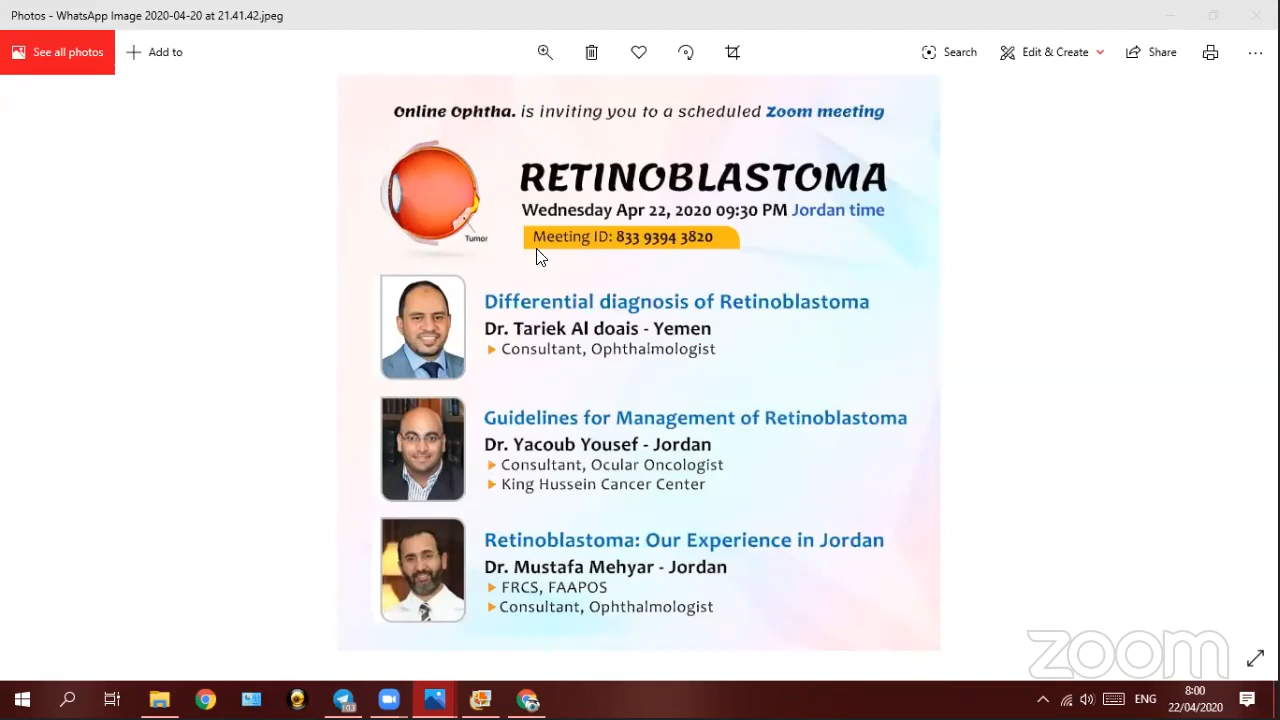 Photos - WhatsApp Image 2020-04-20 at 21.41.42.jpeg
See all photos
Add to
Search
Edit & Create
Share
Online Ophtha. is inviting you to a scheduled Zoom meeting
RETINOBLASTOMA
Wednesday Apr 22, 2020 09:30 PM Jordan time
Meeting ID: 833 9394 3820
Tumor
Differential diagnosis of Retinoblastoma
Dr. Tariek Al doais - Yemen
Consultant, Ophthalmologist
Guidelines for Management of Retinoblastoma
Dr. Yacoub Yousef - Jordan
Consultant, Ocular Oncologist
King Hussein Cancer Center
Retinoblastoma: Our Experience in Jordan
Dr. Mustafa Mehyar - Jordan
FRCS, FAAPOS
Consultant, Ophthalmologist
zoom
103
ENG
8:00
22/04/2020